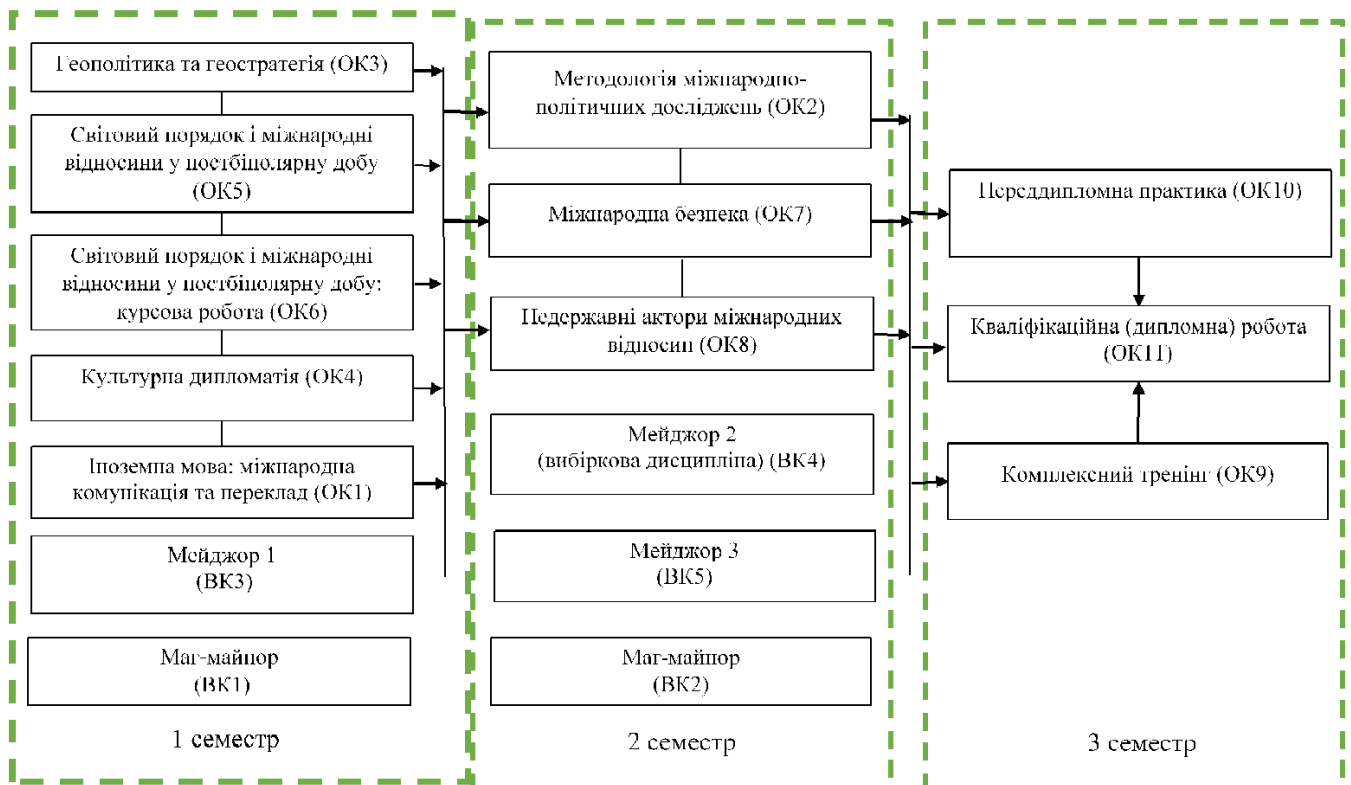 Геополітика та геостратегія (ОК3)
Світовий порядок і міжнародні
відносини у постбіполярну добу
(ОК5)
Світовий порядок і міжнародні
відносини у постбіполярну добу:
курсова робота (ОК6)
Культурна дипломатія (ОК4)
Іноземна мова: міжнародна
комунікація та переклад (ОК1)
Мейджор 1
(ВК3)
Маг-майнор
(ВК1)
1 семестр
Методологія міжнародно-
політичних досліджень (ОК2)
Міжнародна безпека (ОК7)
Недержавні актори міжнародних
відносин (ОК8)
Мейджор 2
(вибіркова дисципліна) (ВК4)
Мейджор 3
(ВК5)
Маг-майнор
(ВК2)
2 семестр
Переддипломна практика (ОК10)
Кваліфікаційна (дипломна) робота
(ОК11)
Комплексний тренінг (ОК9)
3 семестр